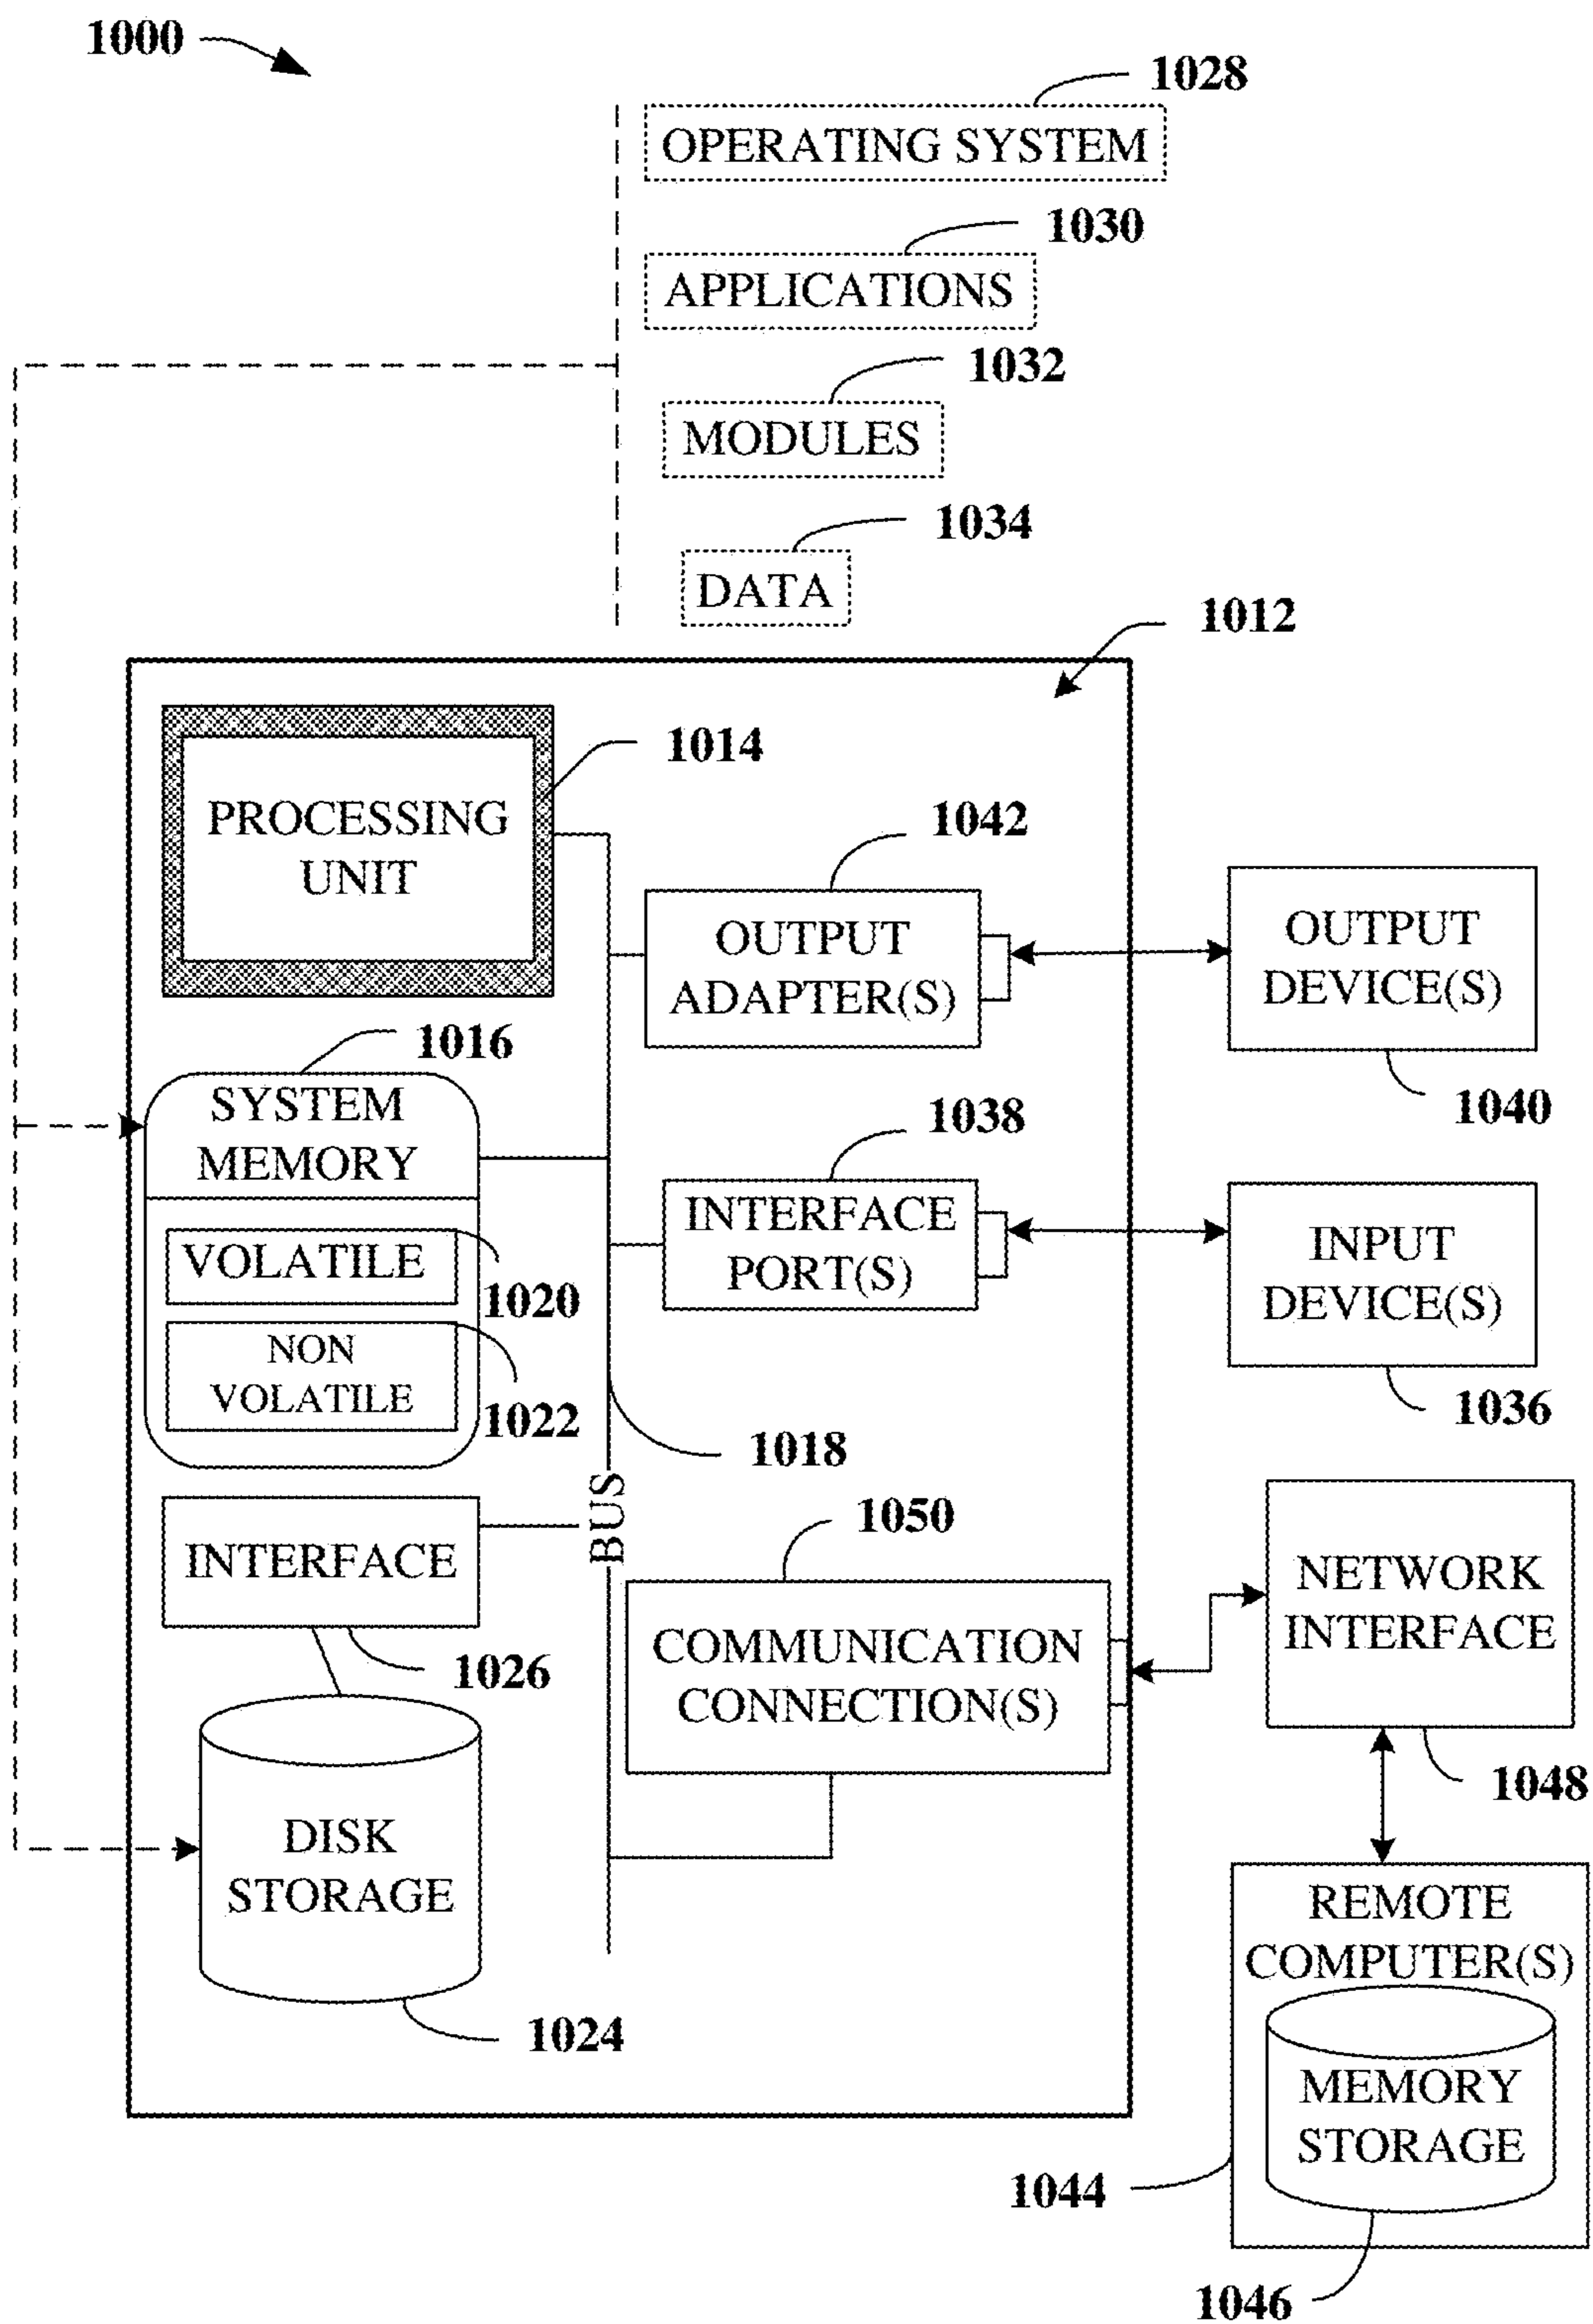 1000
1028
OPERATING SYSTEM
1030
APPLICATIONS
1032
MODULES
1034
DATA
1012
1014
PROCESSING
UNIT
1042
OUTPUT
ADAPTER(S)
OUTPUT
DEVICE(S)
1040
1016
SYSTEM
MEMORY
VOLATILE
1020
NON
VOLATILE
1022
1038
INTERFACE
PORT(S)
INPUT
DEVICE(S)
1036
1018
BUS
INTERFACE
1026
1050
COMMUNICATION
CONNECTION(S)
NETWORK
INTERFACE
1048
DISK
STORAGE
1024
REMOTE
COMPUTER(S)
MEMORY
STORAGE
1044
1046